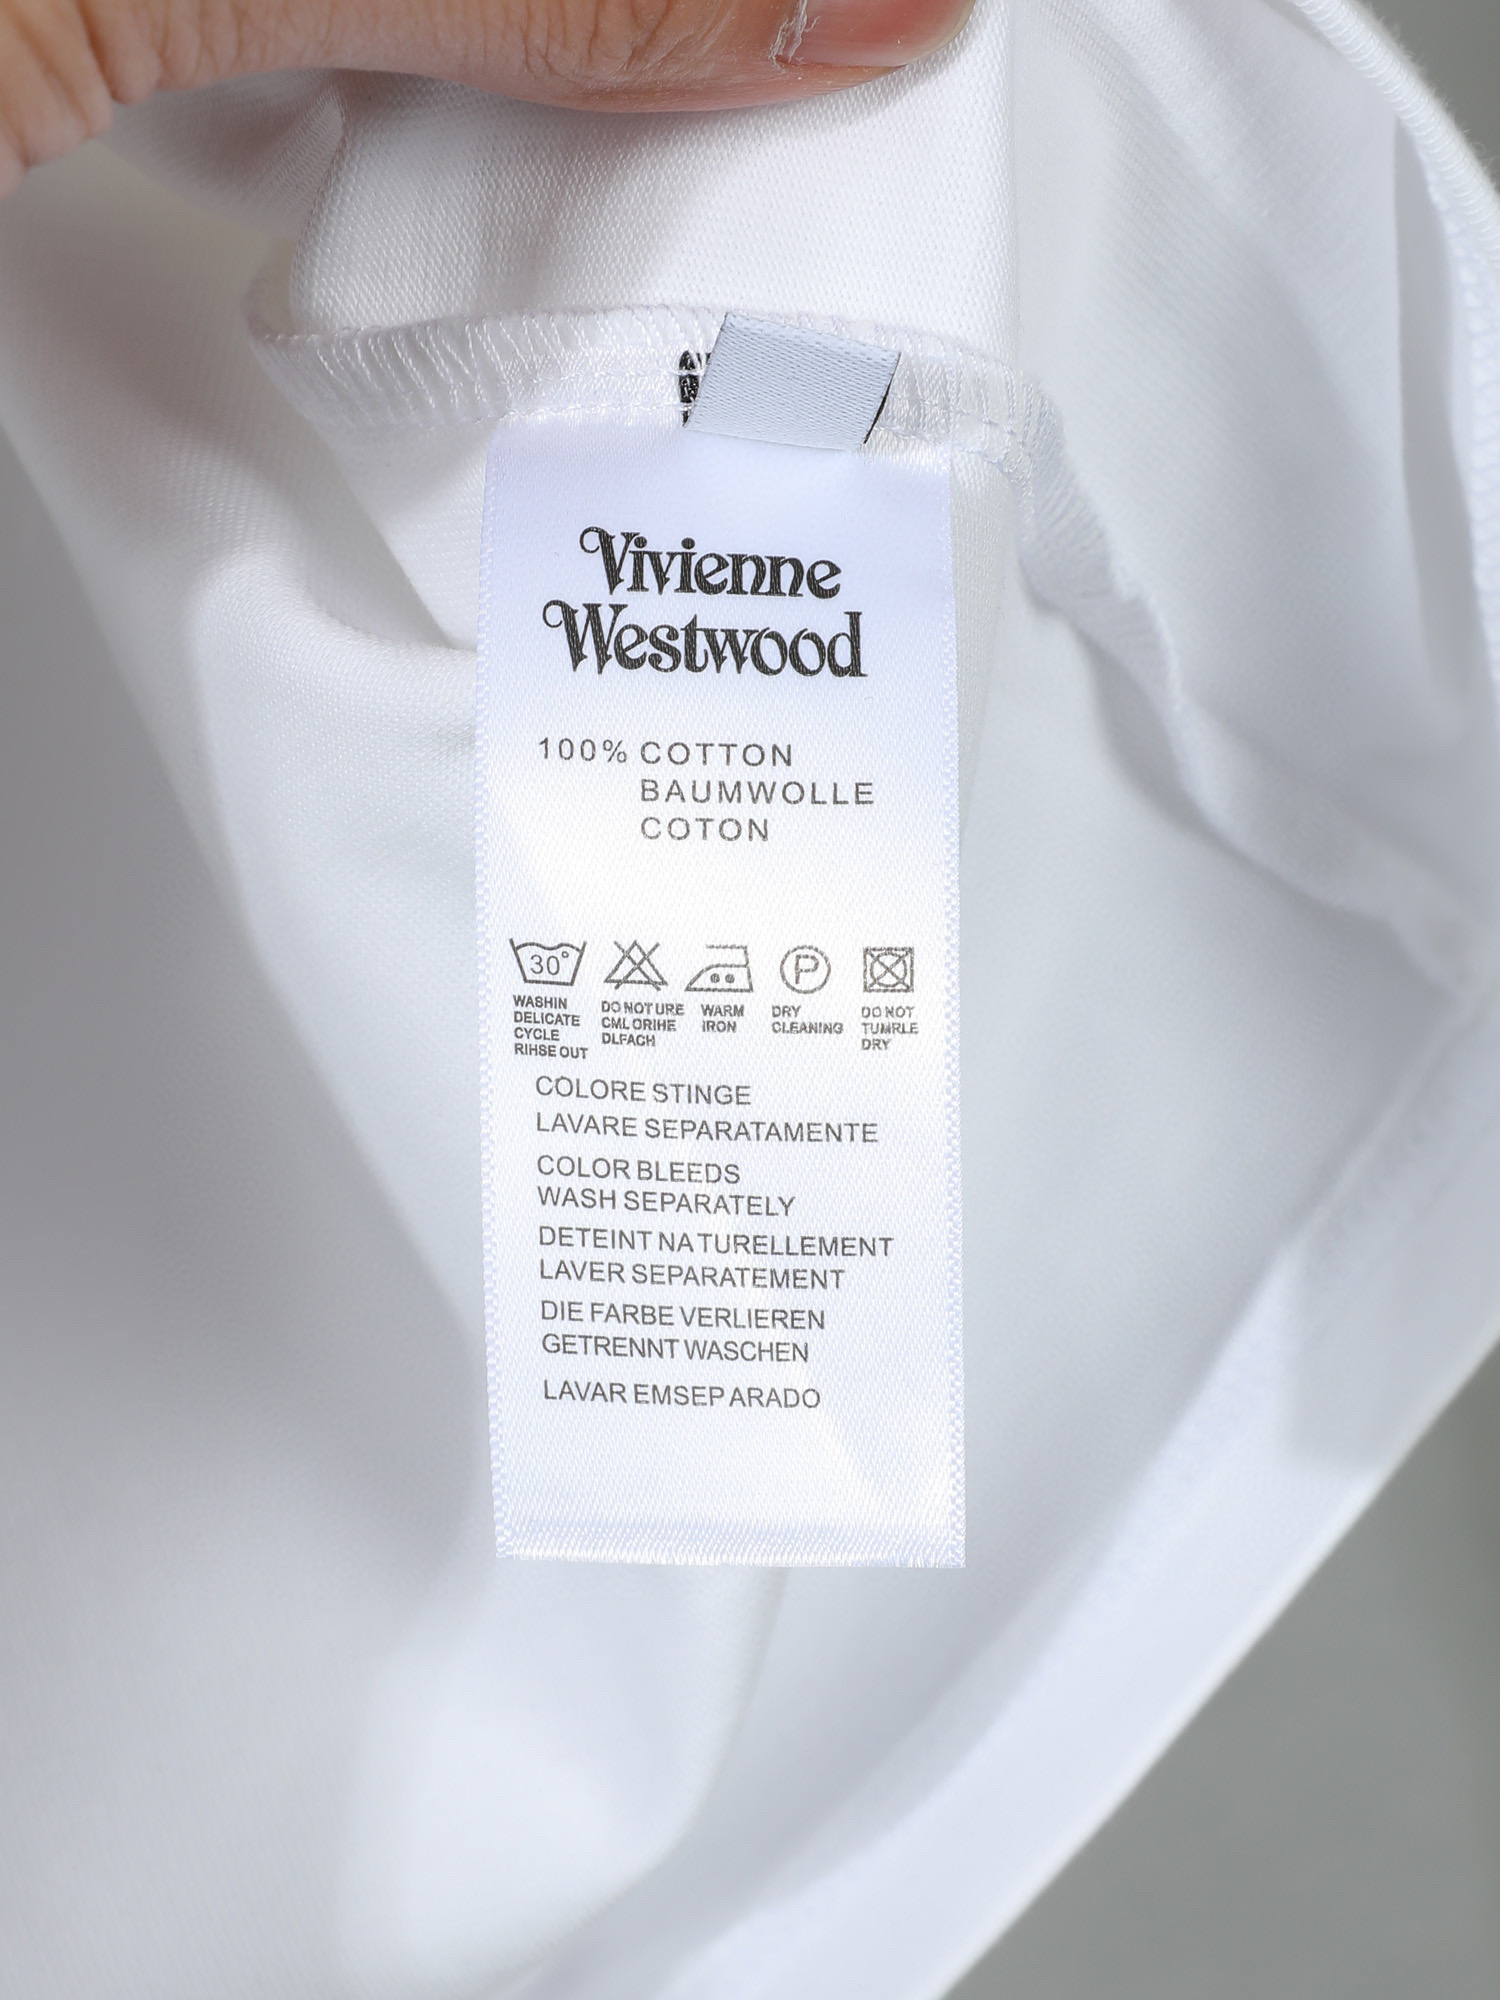 Vivienne
Westwood
100% COTTON
BAUMWOLLE
COTON
30°
WASHIN
DELICATE
CYCLE
RIHSE OUT
DO NOT URE
CML ORIHE
DLFACH
WARM
IRON
P
DRY
CLEANING
DO NOT
TUMRLE
DRY
COLORE STINGE
LAVARE SEPARATAMENTE
COLOR BLEEDS
WASH SEPARATELY
DETEINT NATURELLEMENT
LAVER SEPARATEMENT
DIE FARBE VERLIEREN
GETRENNT WASCHEN
LAVAR EMSEP ARADO